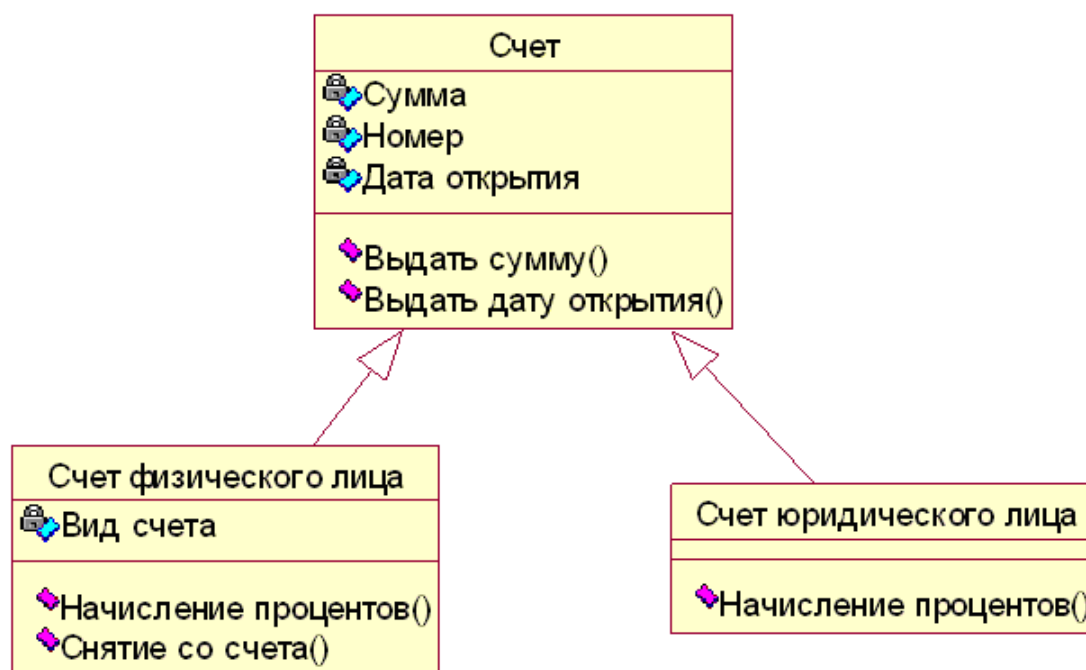 Счет
Сумма
Номер
Дата открытия
Выдать сумму()
Выдать дату открытия()
Счет физического лица
Вид счета
Начисление процентов()
Снятие со счета()
Счет юридического лица
Начисление процентов()